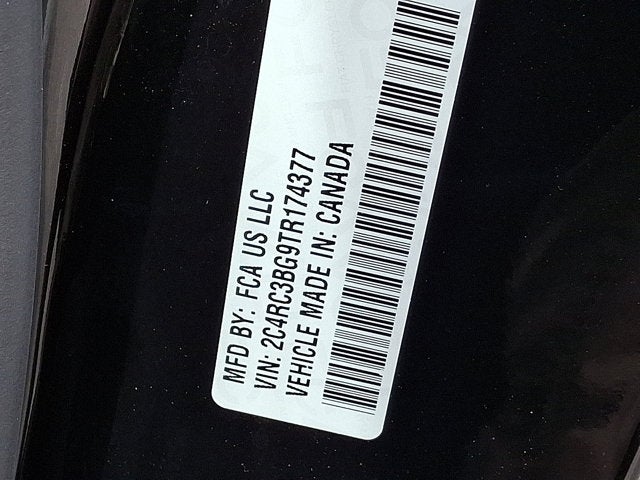 MFD BY: FCA US LLC
VIN: 2C4RC3BG9TR174377
VEHICLE MADE IN: CANADA